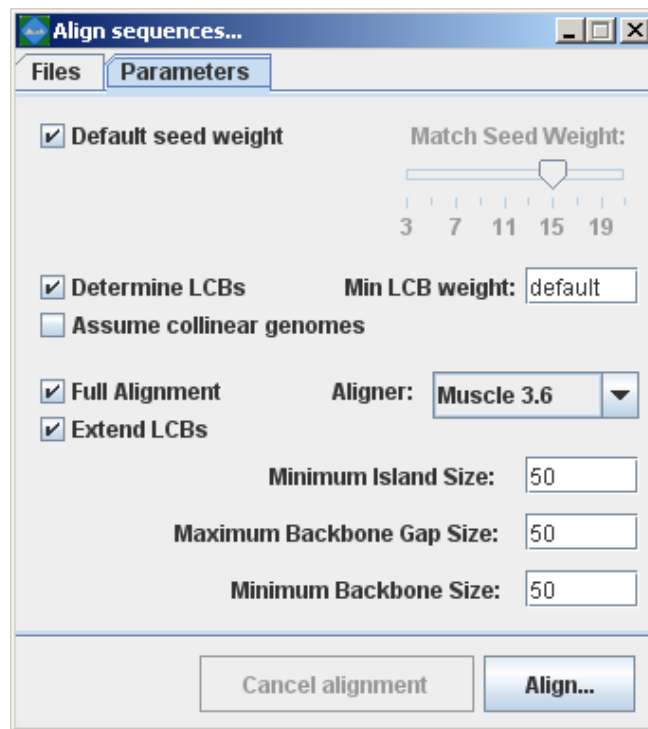 Align sequences...
Files Parameters
Default seed weight Match Seed Weight:
3 7 11 15 19
Determine LCBs Min LCB weight: default
Assume collinear genomes
Full Alignment Aligner: Muscle 3.6
Extend LCBs
Minimum Island Size: 50
Maximum Backbone Gap Size: 50
Minimum Backbone Size: 50
Cancel alignment Align...